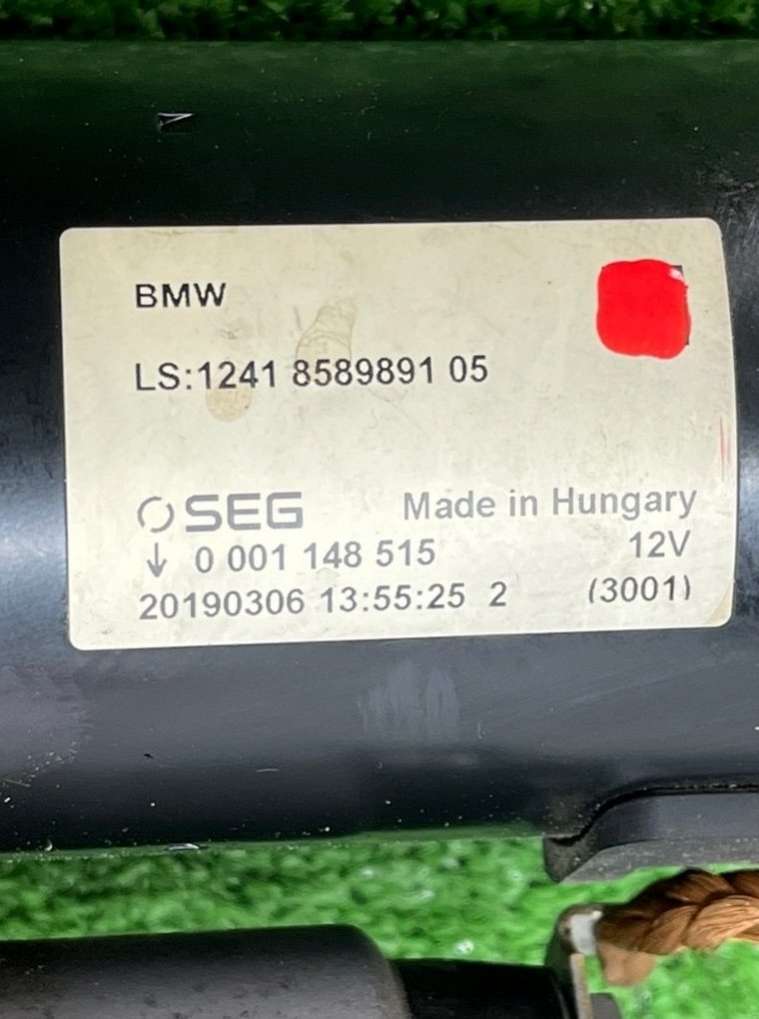 BMW
LS:1241 8589891 05
SEG Made in Hungary
↓ 0 001 148 515 12V
20190306 13:55:25 2 (3001)